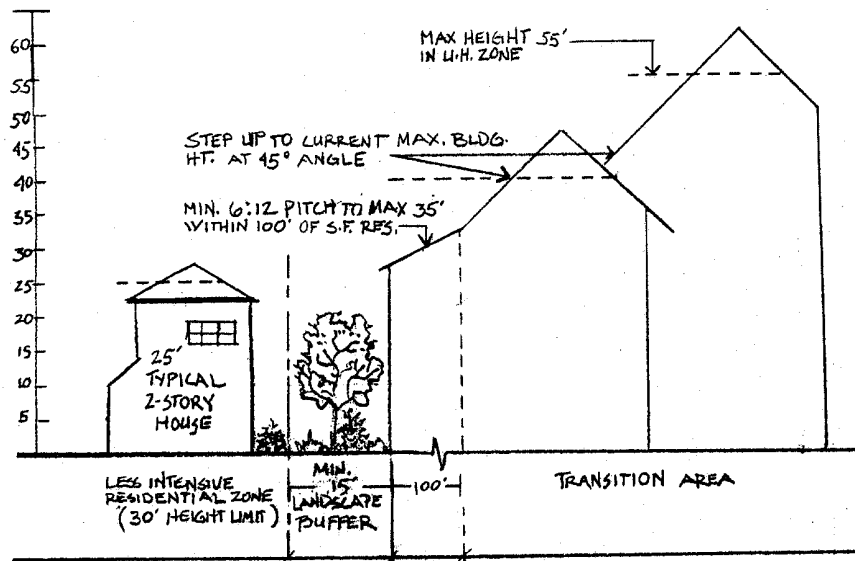 60
55
50
45
40
35
30
25
20
15
10
5
MAX HEIGHT 55'
IN U.H. ZONE
STEP UP TO CURRENT MAX. BLDG.
HT. AT 45° ANGLE
MIN. 6:12 PITCH TO MAX 35'
WITHIN 100' OF S.F. RES.
25'
TYPICAL
2-STORY
HOUSE
LESS INTENSIVE
RESIDENTIAL ZONE
(30' HEIGHT LIMIT)
MIN.
15'
LANDSCAPE
BUFFER
100'
TRANSITION AREA